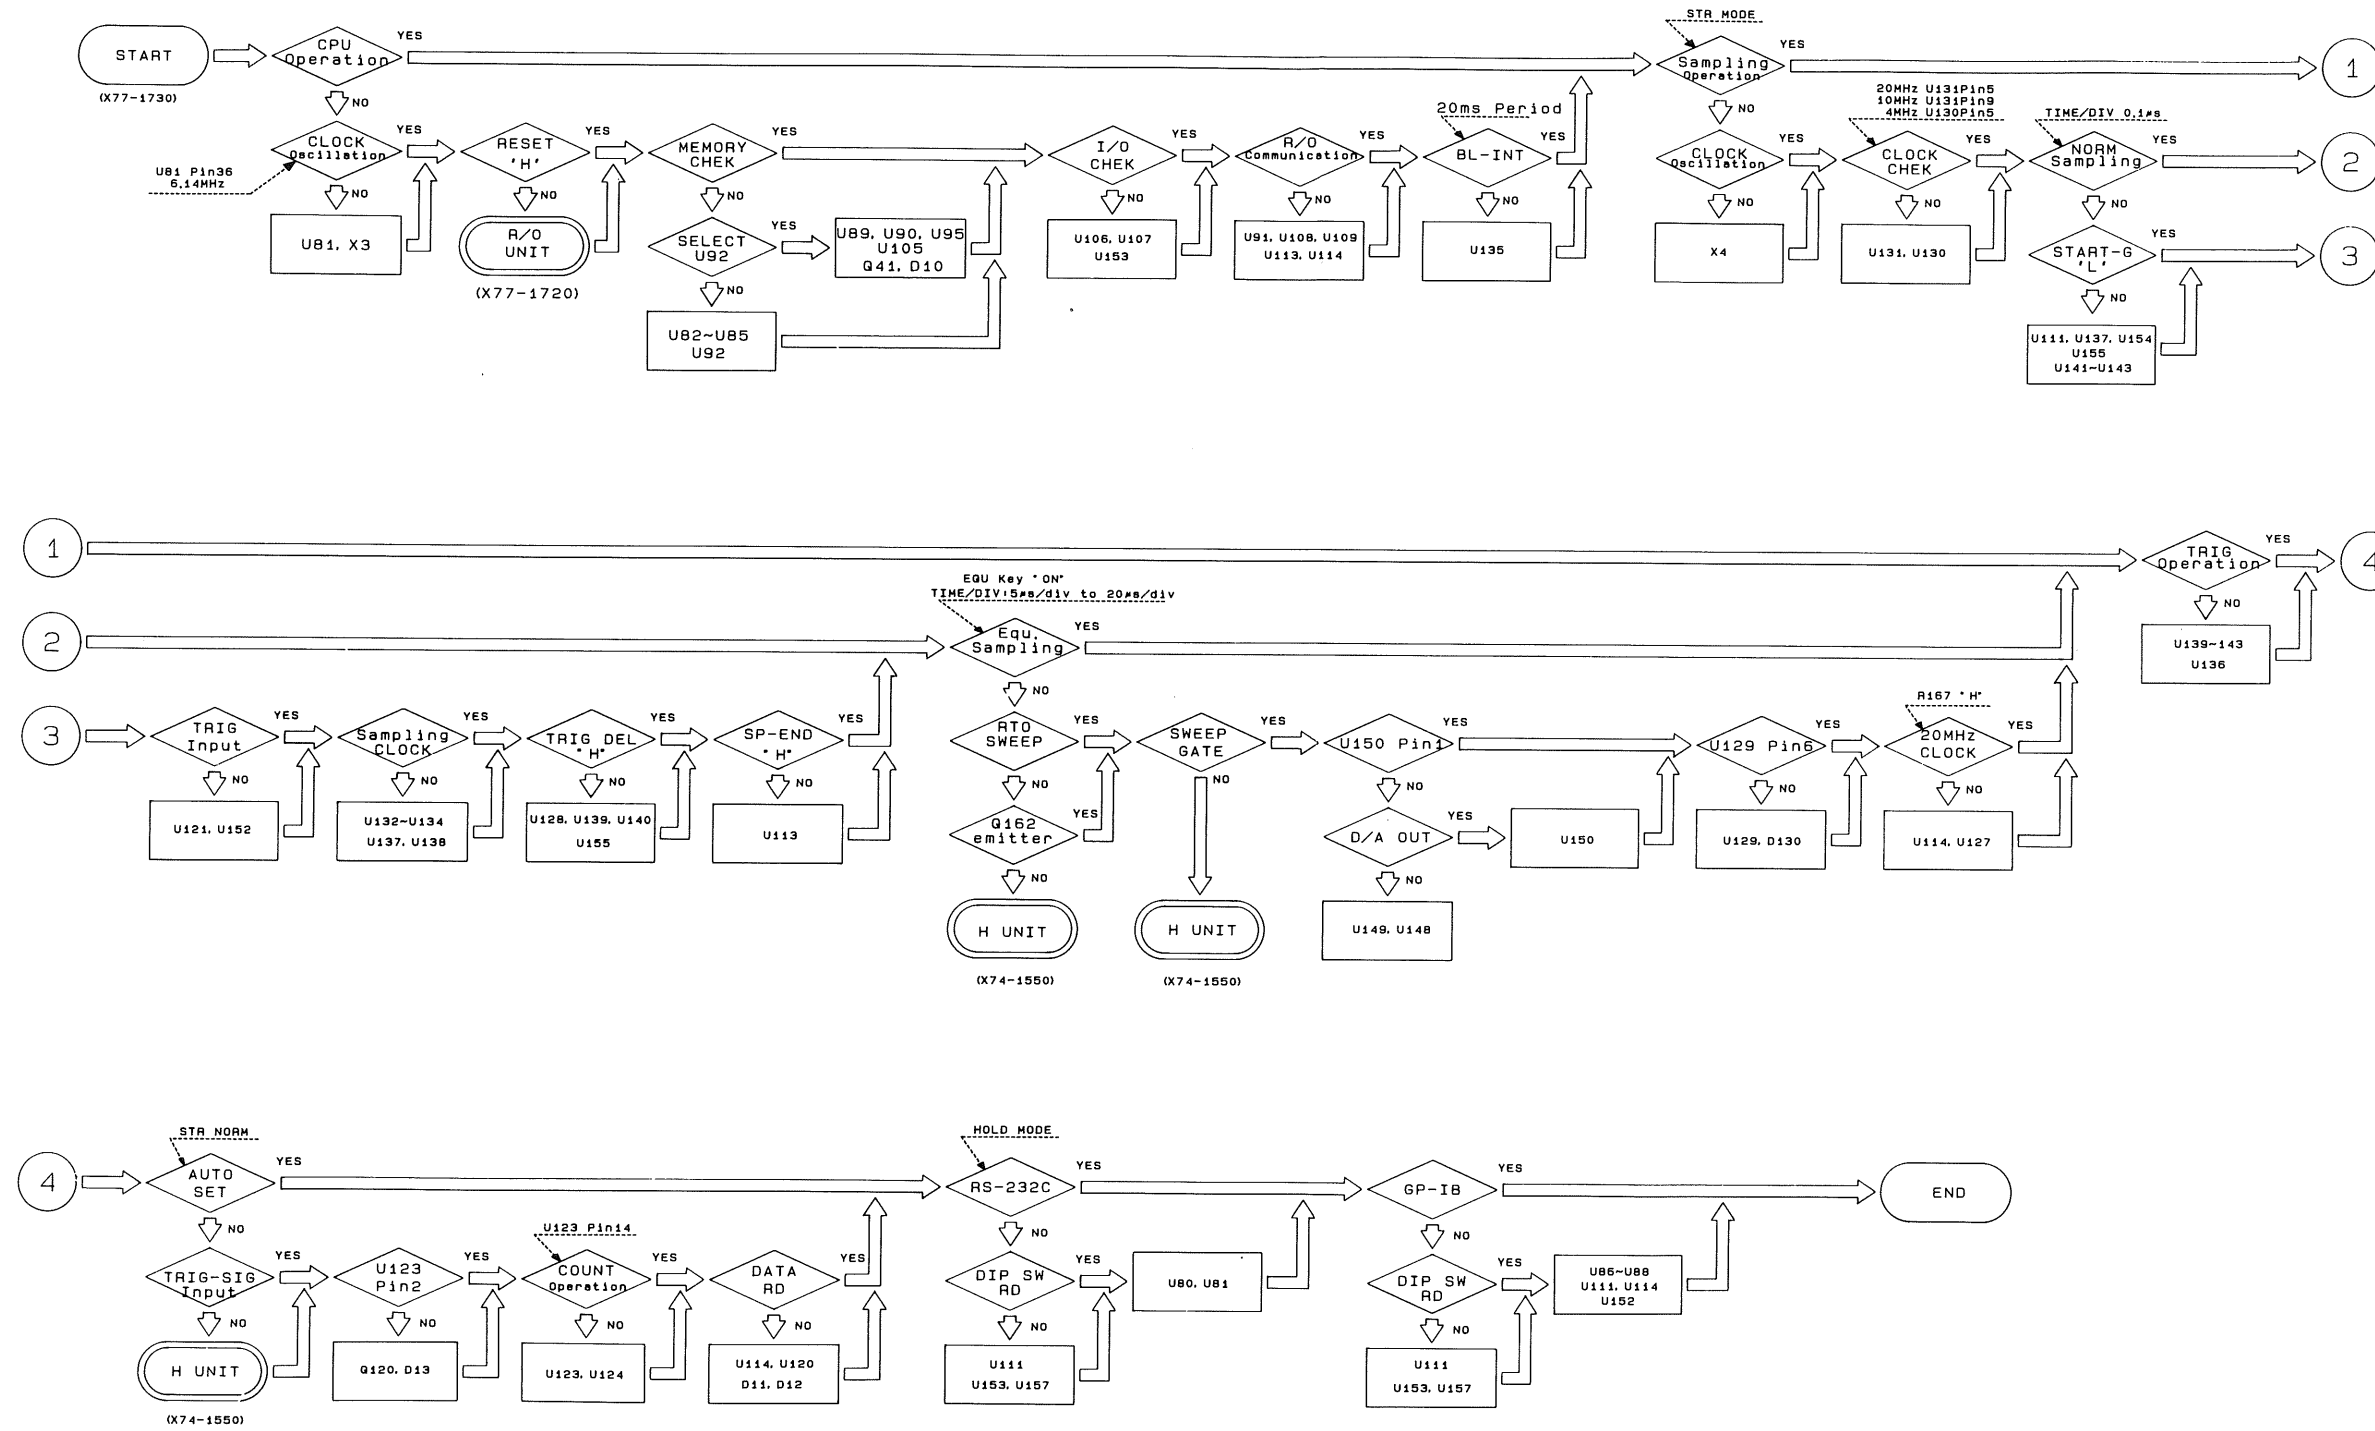 STR MODE
START
CPU
Operation
YES
(X77-1730)
NO
Sampling
Operation
YES
1
NO
U81 Pin36
6.14MHz
CLOCK
Oscillation
YES
NO
U81, X3
RESET
'H'
YES
NO
R/O
UNIT
(X77-1720)
MEMORY
CHEK
YES
NO
SELECT
U92
YES
NO
U89, U90, U95
U105
Q41, D10
U82~U85
U92
I/O
CHEK
YES
NO
U106, U107
U153
R/O
Communication
YES
NO
U91, U108, U109
U113, U114
20ms Period
BL-INT
YES
NO
U135
CLOCK
Oscillation
YES
NO
X4
20MHz U131Pin5
10MHz U131Pin9
4MHz U130Pin5
CLOCK
CHEK
YES
NO
U131, U130
TIME/DIV 0.1µs
NORM
Sampling
YES
2
NO
START-G
'L'
YES
3
NO
U111, U137, U154
U155
U141~U143
1
TRIG
Operation
YES
4
NO
U139~143
U136
EQU Key "ON"
TIME/DIV:5µs/div to 20µs/div
2
Equ.
Sampling
YES
NO
3
TRIG
Input
YES
NO
U121, U152
Sampling
CLOCK
YES
NO
U132~U134
U137, U138
TRIG DEL
"H"
YES
NO
U128, U139, U140
U155
SP-END
"H"
YES
NO
U113
RTO
SWEEP
YES
NO
Q162
emitter
YES
NO
H UNIT
(X74-1550)
SWEEP
GATE
YES
NO
H UNIT
(X74-1550)
U150 Pin1
YES
NO
D/A OUT
YES
NO
U150
U149, U148
U129 Pin6
YES
NO
U129, D130
R167 "H"
20MHz
CLOCK
YES
NO
U114, U127
STR NORM
4
AUTO
SET
YES
NO
TRIG-SIG
Input
YES
NO
H UNIT
(X74-1550)
U123
Pin2
YES
NO
Q120, D13
U123 Pin14
COUNT
Operation
YES
NO
U123, U124
DATA
RD
YES
NO
U114, U120
D11, D12
HOLD MODE
RS-232C
YES
NO
DIP SW
RD
YES
NO
U80, U81
U111
U153, U157
GP-IB
YES
NO
DIP SW
RD
YES
NO
U86~U88
U111, U114
U152
U111
U153, U157
END